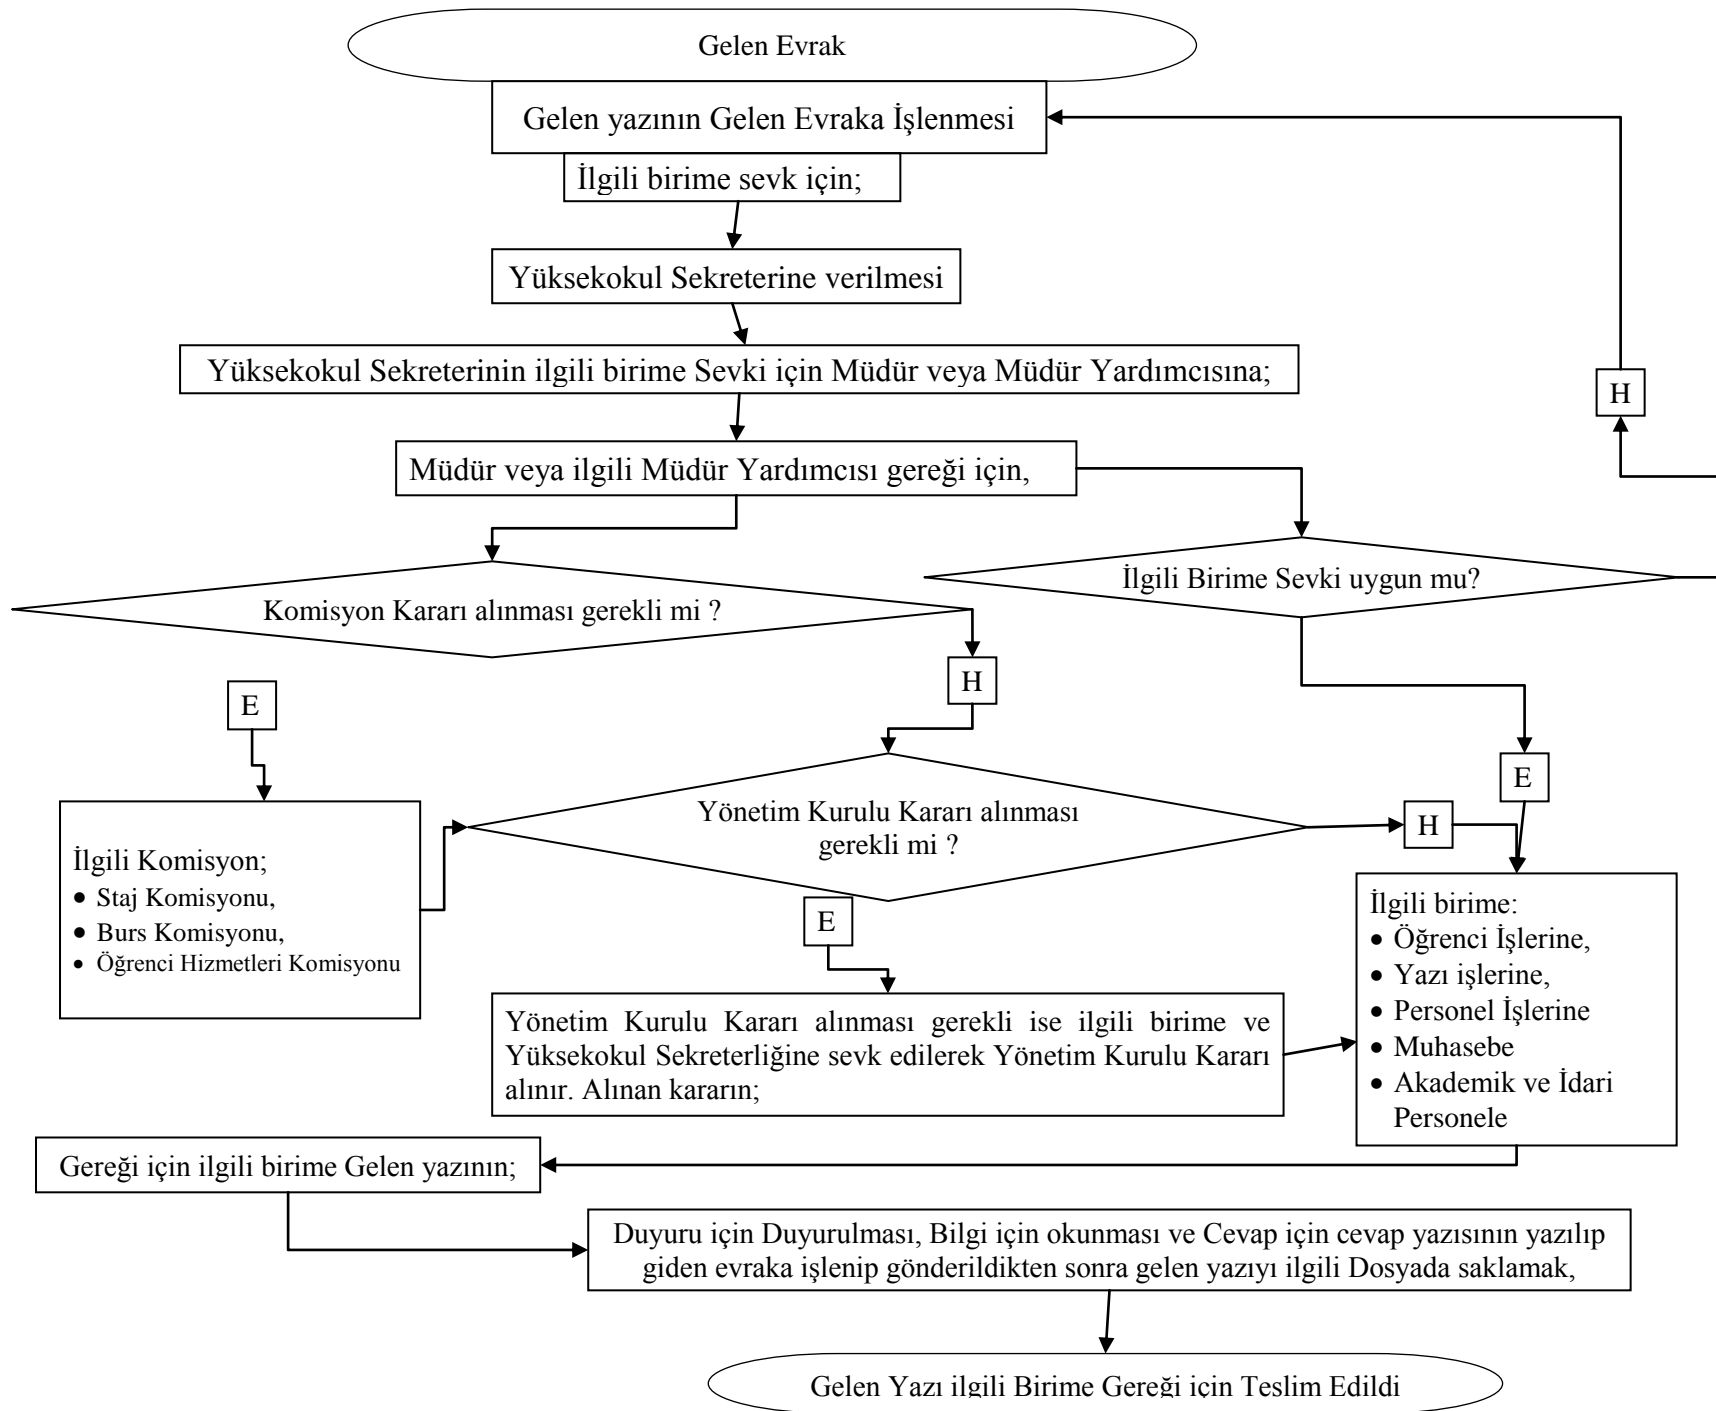 Gelen Evrak
Gelen yazının Gelen Evraka İşlenmesi
İlgili birime sevk için;
Yüksekokul Sekreterine verilmesi
Yüksekokul Sekreterinin ilgili birime Sevki için Müdür veya Müdür Yardımcısına;
H
Müdür veya ilgili Müdür Yardımcısı gereği için,
İlgili Birime Sevki uygun mu?
Komisyon Kararı alınması gerekli mi ?
H
E
E
Yönetim Kurulu Kararı alınması
gerekli mi ?
H
İlgili Komisyon;
• Staj Komisyonu,
• Burs Komisyonu,
• Öğrenci Hizmetleri Komisyonu
E
İlgili birime:
• Öğrenci İşlerine,
• Yazı işlerine,
• Personel İşlerine
• Muhasebe
• Akademik ve İdari
Personele
Yönetim Kurulu Kararı alınması gerekli ise ilgili birime ve
Yüksekokul Sekreterliğine sevk edilerek Yönetim Kurulu Kararı
alınır. Alınan kararın;
Gereği için ilgili birime Gelen yazının;
Duyuru için Duyurulması, Bilgi için okunması ve Cevap için cevap yazısının yazılıp
giden evraka işlenip gönderildikten sonra gelen yazıyı ilgili Dosyada saklamak,
Gelen Yazı ilgili Birime Gereği için Teslim Edildi